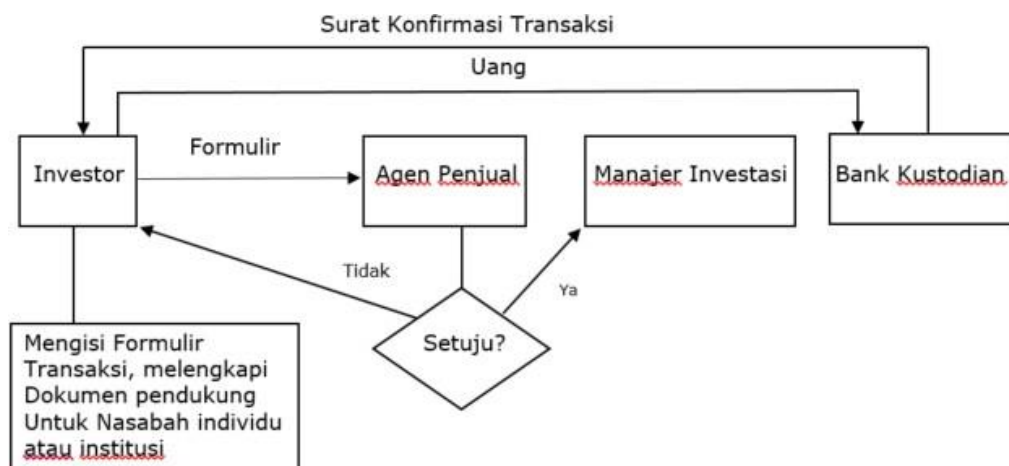 Surat Konfirmasi Transaksi
Uang
Formulir
Investor
Agen Penjual
Manajer Investasi
Bank Kustodian
Tidak
Ya
Setuju?
Mengisi Formulir
Transaksi, melengkapi
Dokumen pendukung
Untuk Nasabah individu
atau institusi